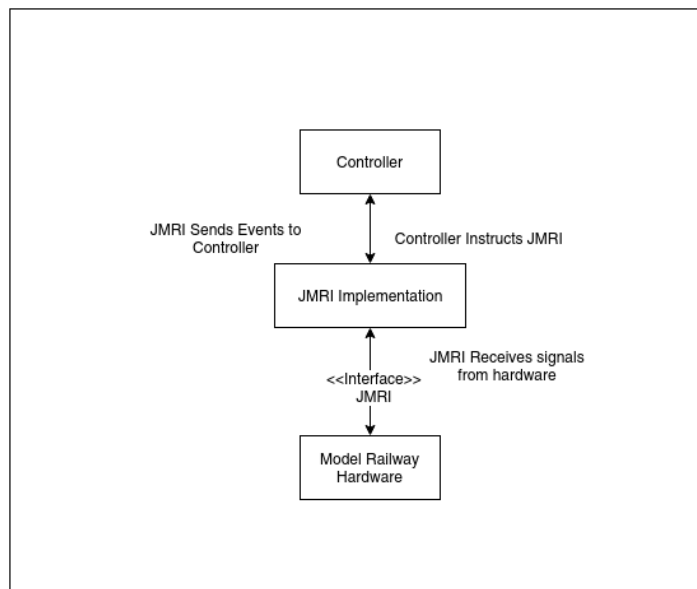 Controller
JMRI Sends Events to
Controller
Controller Instructs JMRI
JMRI Implementation
JMRI Receives signals
from hardware
<<Interface>>
JMRI
Model Railway
Hardware